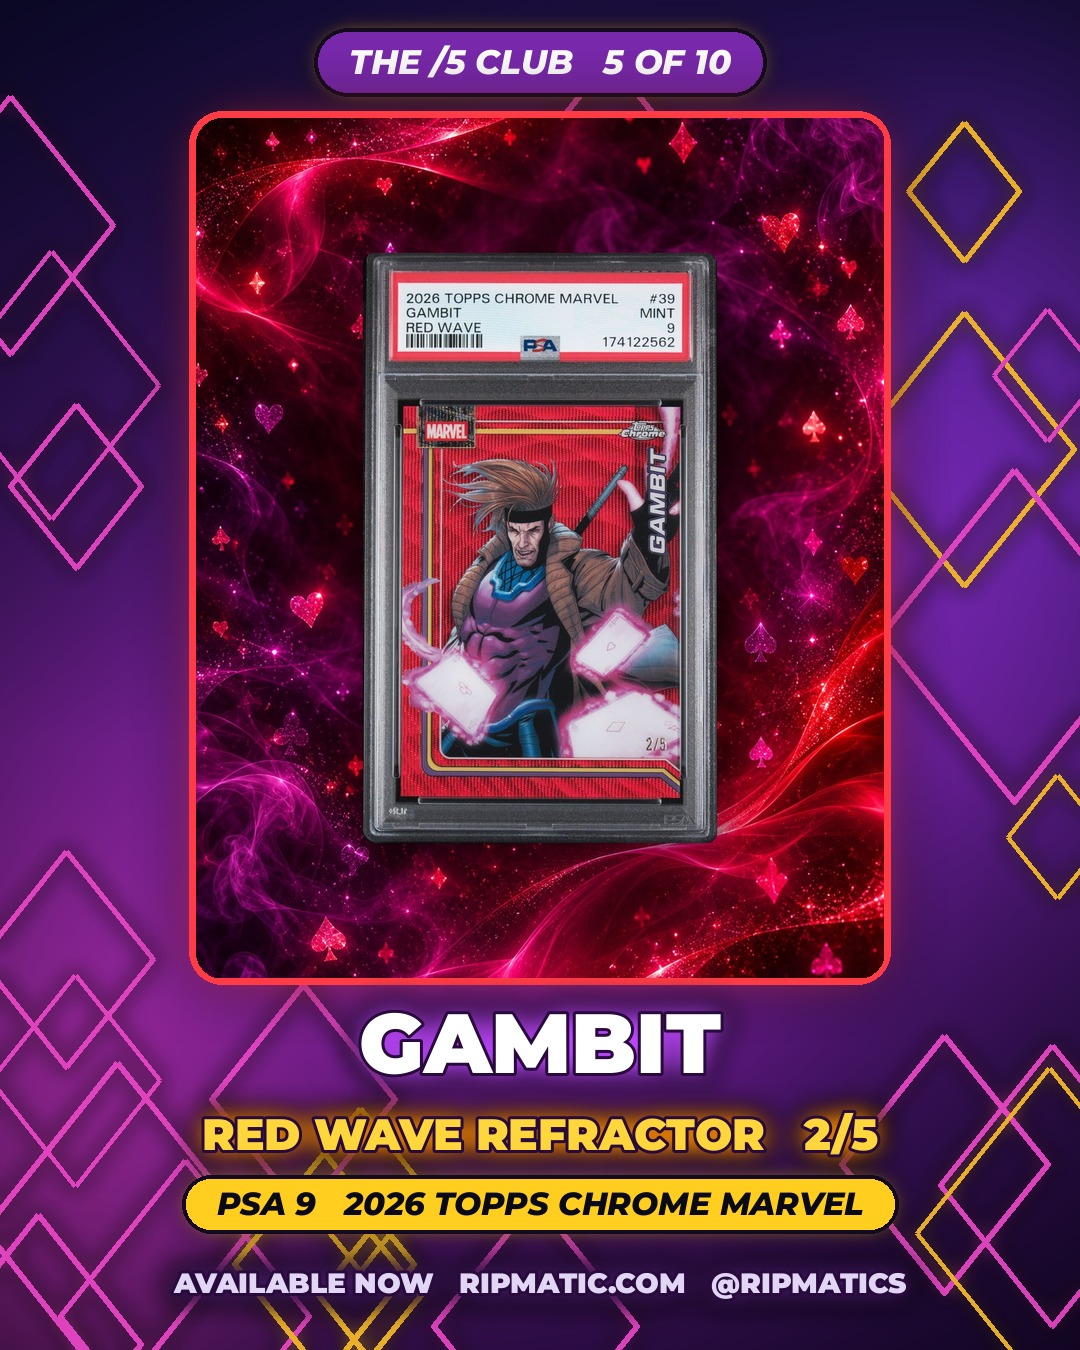 THE /5 CLUB 5 OF 10
2026 TOPPS CHROME MARVEL #39
GAMBIT MINT
RED WAVE 9
PSA 174122562
MARVEL
Topps Chrome
GAMBIT
2/5
PSA
GAMBIT
RED WAVE REFRACTOR 2/5
PSA 9 2026 TOPPS CHROME MARVEL
AVAILABLE NOW RIPMATIC.COM @RIPMATICS